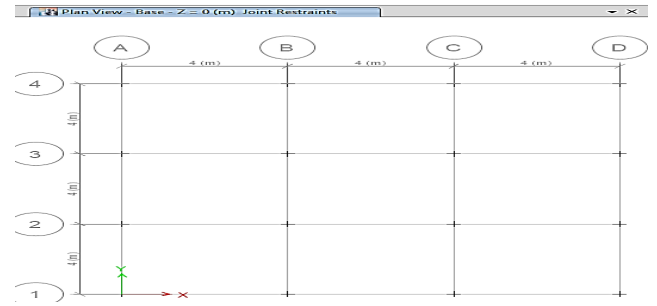 Plan View - Base - Z = 0 (m) Joint Restraints
A B C D
4 (m) 4 (m) 4 (m)
4
4 (m)
3
4 (m)
2
4 (m)
Y
1
X